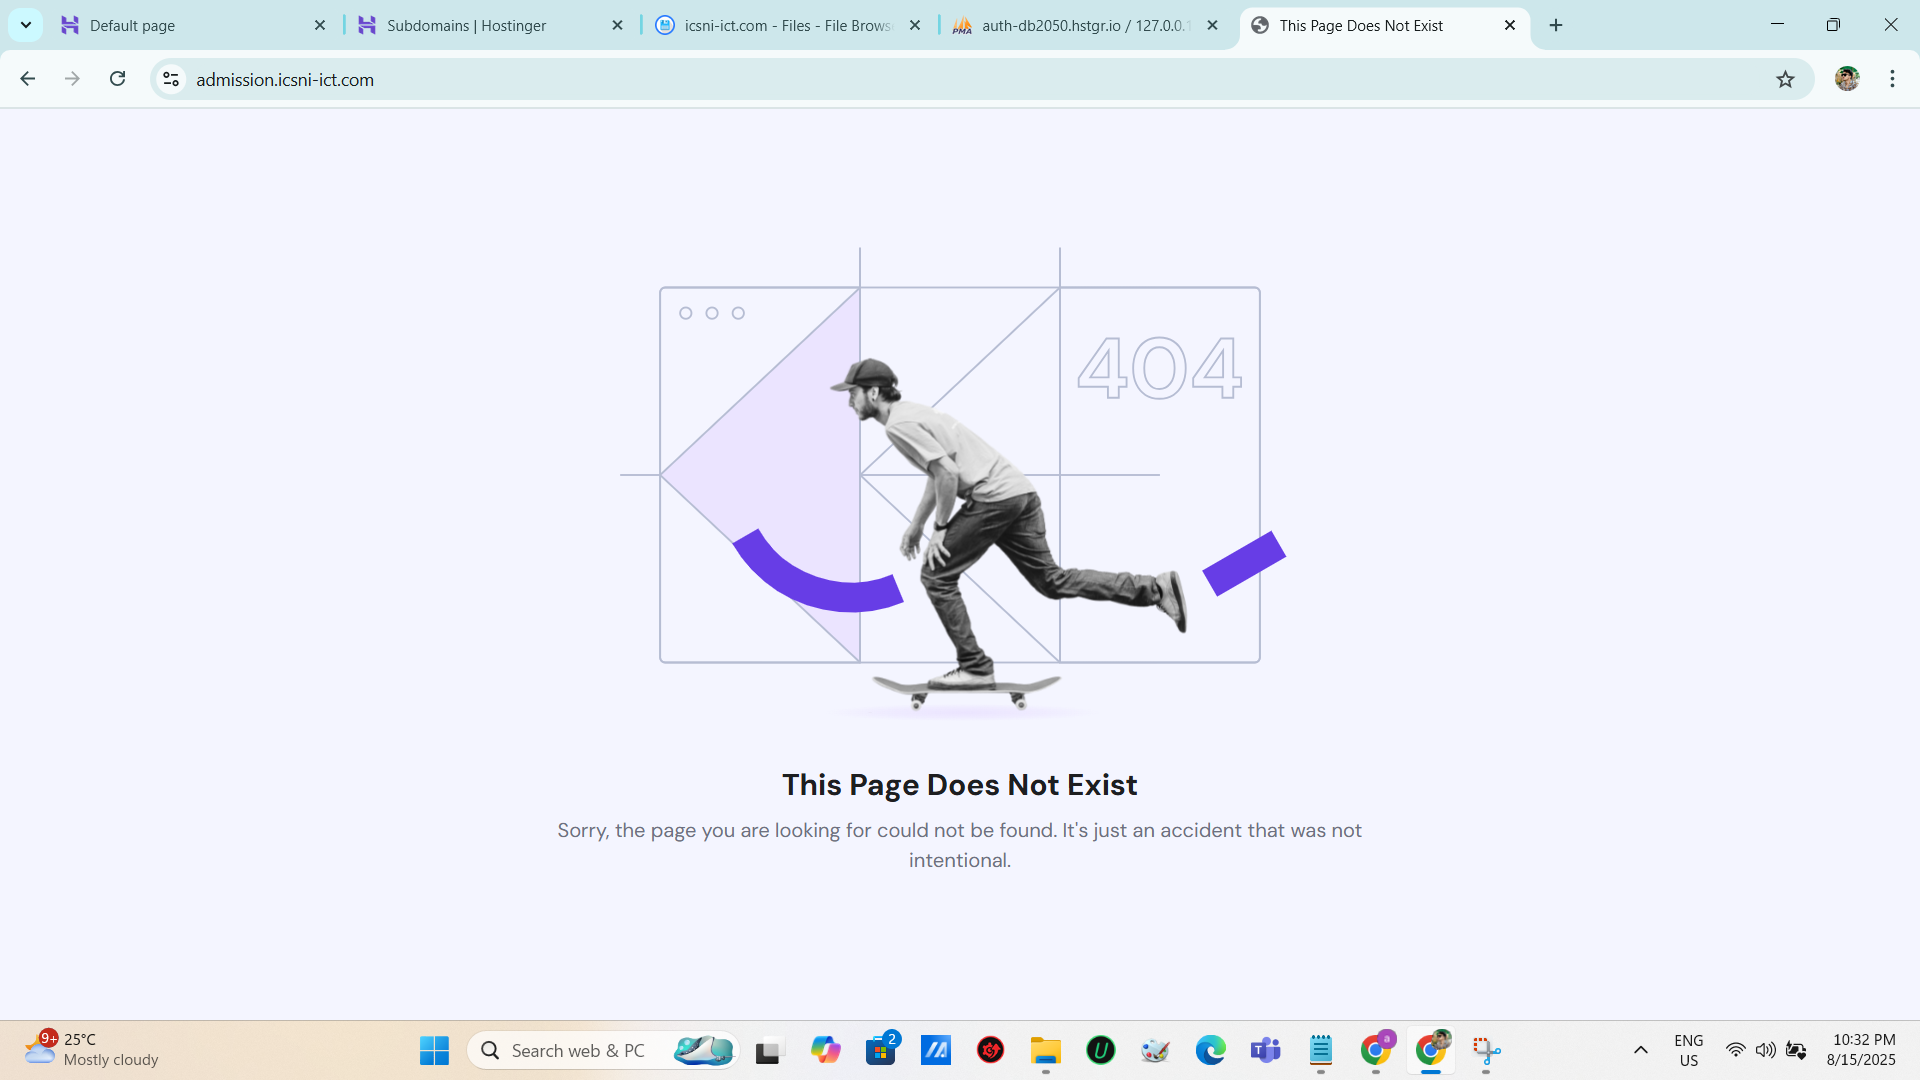 Default page
Subdomains | Hostinger
icsni-ict.com - Files - File Brows
PMA
auth-db2050.hstgr.io / 127.0.0.1
This Page Does Not Exist
admission.icsni-ict.com
404
This Page Does Not Exist
Sorry, the page you are looking for could not be found. It's just an accident that was not
intentional.
9+
25°C
Mostly cloudy
Search web & PC
2
a
ENG
US
10:32 PM
8/15/2025